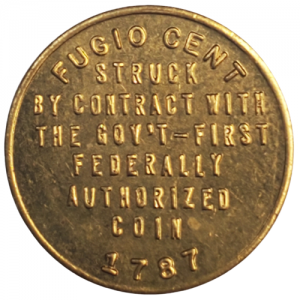 FUGIO CENT
STRUCK
BY CONTRACT WITH
THE GOV'T-FIRST
FEDERALLY
AUTHORIZED
COIN
1787